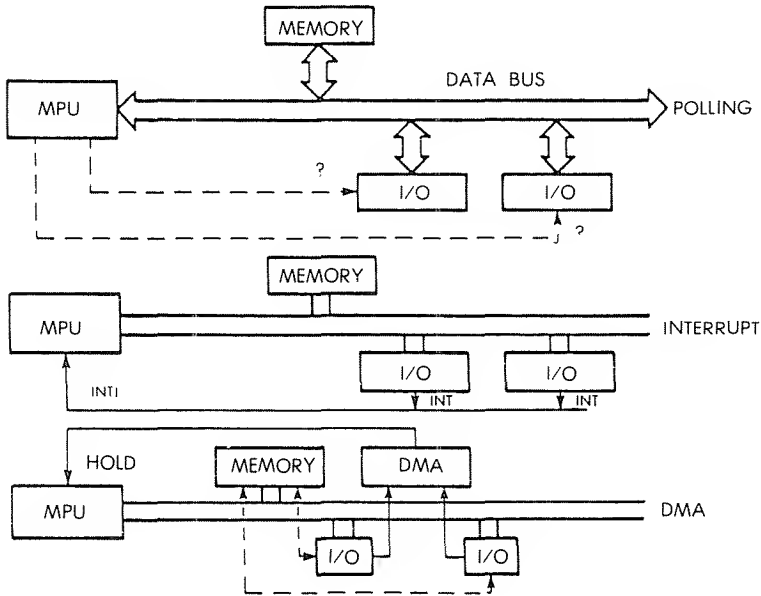 MEMORY
DATA BUS
MPU
POLLING
?
I/O
I/O
?
MEMORY
MPU
INTERRUPT
I/O
I/O
INT
INT
INT
HOLD
MEMORY
DMA
MPU
DMA
I/O
I/O